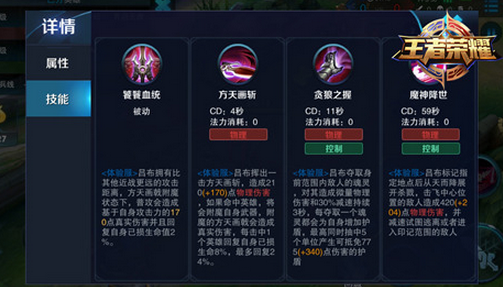 详情
王者荣耀
属性
技能
饕餮血统
被动
<体验服>吕布拥有比
其他近战更远的攻击
距离，方天画戟附魔
状态下，普攻会造成
基于自身攻击力的170
点真实伤害并且
回复自身已损生命值2
%。
方天画斩
CD：4秒
法力消耗：0
物理
<体验服>吕布挥出一
击方天画斩，造成21
0(+170)点物理伤害
，如果命中英雄，将
会附魔自身武器，附
魔的方天画戟会造成
真实伤害，每击中1
个英雄回复自身已损
生命8%，最多回复2
4%。
贪狼之握
CD：11秒
法力消耗：0
物理
控制
<体验服>吕布夺取身
前范围内敌人的魂灵
，对其造成微量物理
伤害和30%减速持续
3秒，每夺取一个魂
灵都会为自身增加护
盾，最高同时抽中5
个单位产生可抵免77
5(+340)点伤害的护
盾
魔神降世
CD：59秒
法力消耗：0
物理
控制
<体验服>吕布标记指
定地点后从天而降展
开杀戮，击飞中心位
置的敌人造成420(+2
04)点物理伤害，并
减速试图逃离或者进
入印记范围的敌人